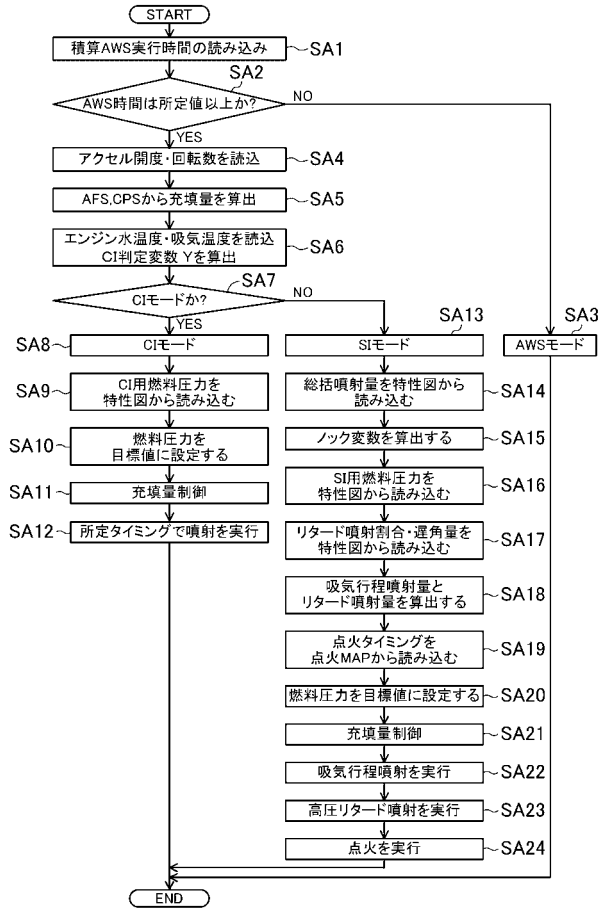 START
積算AWS実行時間の読み込み
SA1
SA2
AWS時間は所定値以上か?
NO
YES
アクセル開度・回転数を読込
SA4
AFS,CPSから充填量を算出
SA5
エンジン水温度・吸気温度を読込
CI判定変数 Yを算出
SA6
SA7
CIモードか?
NO
YES
SA8
CIモード
SA13
SIモード
SA3
AWSモード
SA9
CI用燃料圧力を
特性図から読み込む
SA10
燃料圧力を
目標値に設定する
SA11
充填量制御
SA12
所定タイミングで噴射を実行
総括噴射量を特性図から
読み込む
SA14
ノック変数を算出する
SA15
SI用燃料圧力を
特性図から読み込む
SA16
リタード噴射割合・遅角量を
特性図から読み込む
SA17
吸気行程噴射量と
リタード噴射量を算出する
SA18
点火タイミングを
点火MAPから読み込む
SA19
燃料圧力を目標値に設定する
SA20
充填量制御
SA21
吸気行程噴射を実行
SA22
高圧リタード噴射を実行
SA23
点火を実行
SA24
END